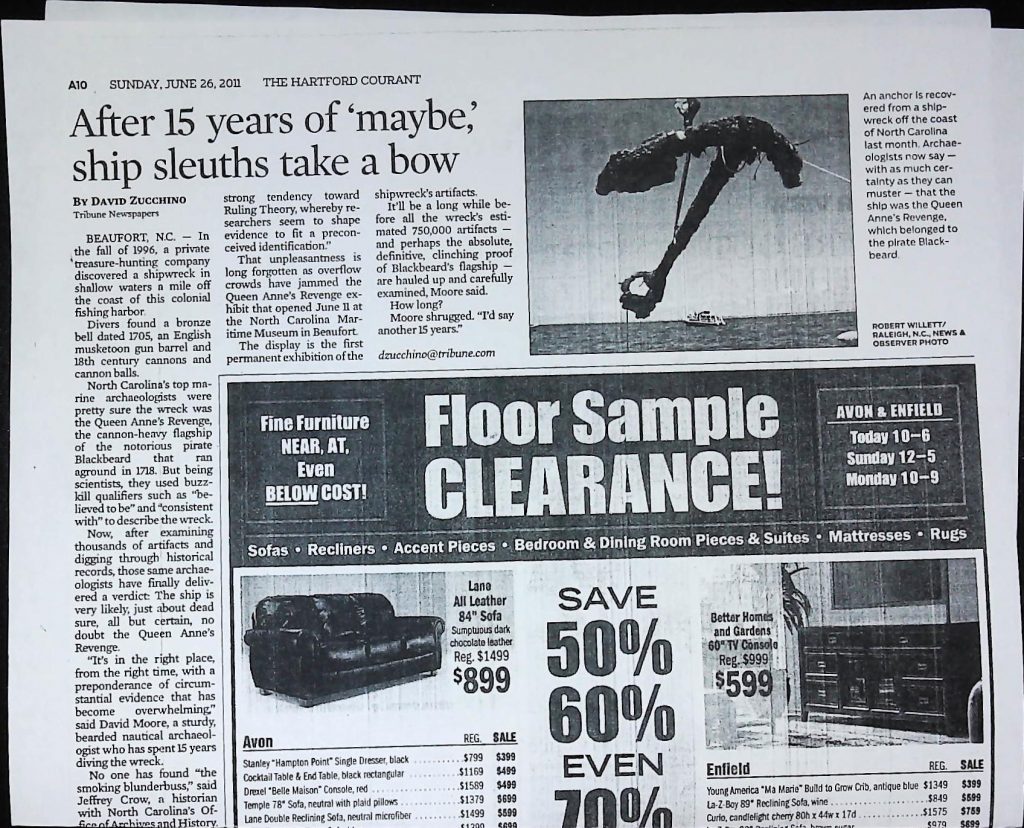 A10 SUNDAY, JUNE 26, 2011 THE HARTFORD COURANT
After 15 years of ‘maybe,’
ship sleuths take a bow
BY DAVID ZUCCHINO
Tribune Newspapers
BEAUFORT, N.C. — In
the fall of 1996, a private
treasure-hunting company
discovered a shipwreck in
shallow waters a mile off
the coast of this colonial
fishing harbor.
Divers found a bronze
bell dated 1705, an English
musketoon gun barrel and
18th century cannons and
cannon balls.
North Carolina's top ma-
rine archaeologists were
pretty sure the wreck was
the Queen Anne's Revenge,
the cannon-heavy flagship
of the notorious pirate
Blackbeard that ran
aground in 1718. But being
scientists, they used buzz-
kill qualifiers such as “be-
lieved to be” and “consistent
with” to describe the wreck.
Now, after examining
thousands of artifacts and
digging through historical
records, those same archae-
ologists have finally deliv-
ered a verdict: The ship is
very likely, just about dead
sure, all but certain, no
doubt the Queen Anne's
Revenge.
“It's in the right place,
from the right time, with a
preponderance of circum-
stantial evidence that has
become overwhelming,”
said David Moore, a sturdy,
bearded nautical archaeol-
ogist who has spent 15 years
diving the wreck.
No one has found “the
smoking blunderbuss,” said
Jeffrey Crow, a historian
with North Carolina's Of-
fice of Archives and History.
strong tendency toward
Ruling Theory, whereby re-
searchers seem to shape
evidence to fit a precon-
ceived identification.”
That unpleasantness is
long forgotten as overflow
crowds have jammed the
Queen Anne's Revenge ex-
hibit that opened June 11 at
the North Carolina Mar-
itime Museum in Beaufort.
The display is the first
permanent exhibition of the
shipwreck's artifacts.
It'll be a long while be-
fore all the wreck's esti-
mated 750,000 artifacts —
and perhaps the absolute,
definitive, clinching proof
of Blackbeard's flagship —
are hauled up and carefully
examined, Moore said.
How long?
Moore shrugged. “I'd say
another 15 years.”
dzucchino@tribune.com
An anchor is recov-
ered from a ship-
wreck off the coast
of North Carolina
last month. Archae-
ologists now say —
with as much cer-
tainty as they can
muster — that the
ship was the Queen
Anne's Revenge,
which belonged to
the pirate Black-
beard.
ROBERT WILLETT/
RALEIGH, N.C., NEWS &
OBSERVER PHOTO
Fine Furniture
NEAR, AT,
Even
BELOW COST!
Floor Sample
CLEARANCE!
AVON & ENFIELD
Today 10–6
Sunday 12–5
Monday 10–9
Sofas • Recliners • Accent Pieces • Bedroom & Dining Room Pieces & Suites • Mattresses • Rugs
Lane
All Leather
84" Sofa
Sumptuous dark
chocolate leather
Reg. $1499
$899
SAVE
50%
60%
EVEN
70%
Better Homes
and Gardens
60" TV Console
Reg. $999
$599
Avon REG. SALE
Stanley "Hampton Point" Single Dresser, black $799 $399
Cocktail Table & End Table, black rectangular $1169 $499
Drexel "Belle Maison" Console, red $1589 $499
Temple 78" Sofa, neutral with plaid pillows $1379 $699
Lane Double Reclining Sofa, neutral microfiber $1499 $599
Enfield REG. SALE
Young America "Ma Marie" Build to Grow Crib, antique blue $1349 $399
La-Z-Boy 89" Reclining Sofa, wine $849 $599
Curio, candlelight cherry 80h x 44w x 17d $1575 $759
$979